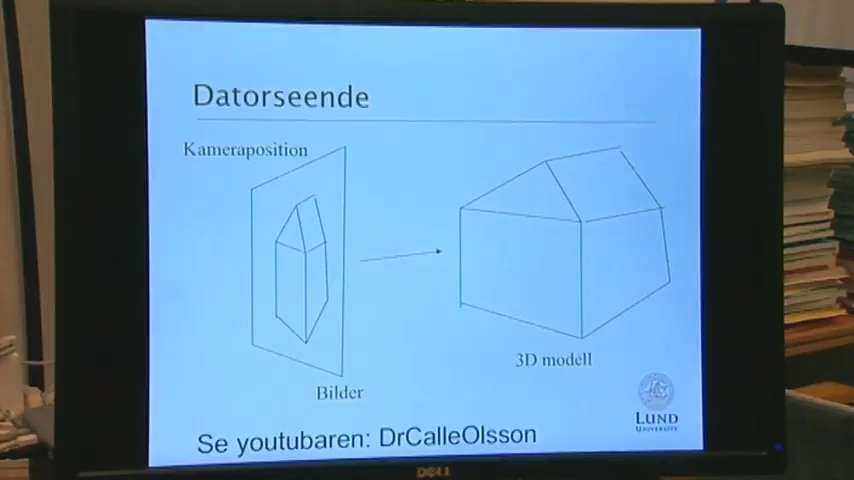 Datorseende
Kameraposition
3D modell
Bilder
LUND
UNIVERSITY
Se youtubaren: DrCalleOlsson
DELL